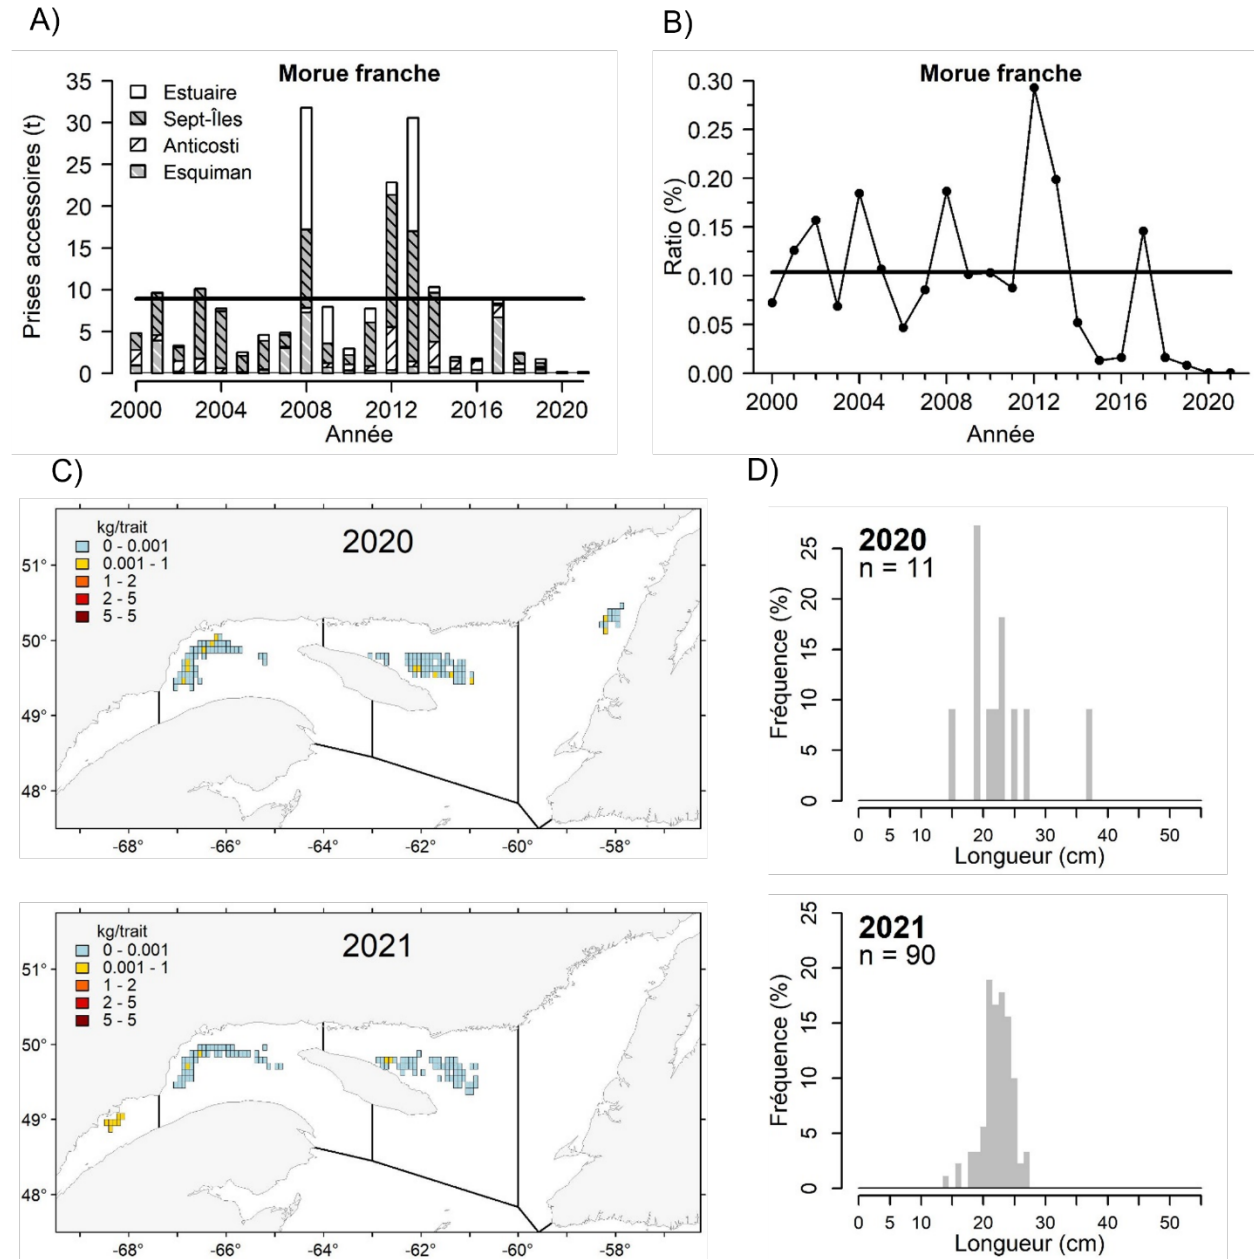 A)
Morue franche
Prises accessoires (t)
35
30
25
20
15
10
5
0
Estuaire
Sept-Îles
Anticosti
Esquiman
2000 2004 2008 2012 2016 2020
Année
B)
Morue franche
Ratio (%)
0.30
0.25
0.20
0.15
0.10
0.05
0.00
2000 2004 2008 2012 2016 2020
Année
C)
kg/trait
0 - 0.001
0.001 - 1
1 - 2
2 - 5
5 - 5
2020
51°
50°
49°
48°
-68° -66° -64° -62° -60° -58°
kg/trait
0 - 0.001
0.001 - 1
1 - 2
2 - 5
5 - 5
2021
51°
50°
49°
48°
-68° -66° -64° -62° -60° -58°
D)
2020
n = 11
Fréquence (%)
25
20
15
10
5
0
0 5 10 20 30 40 50
Longueur (cm)
2021
n = 90
Fréquence (%)
25
20
15
10
5
0
0 5 10 20 30 40 50
Longueur (cm)